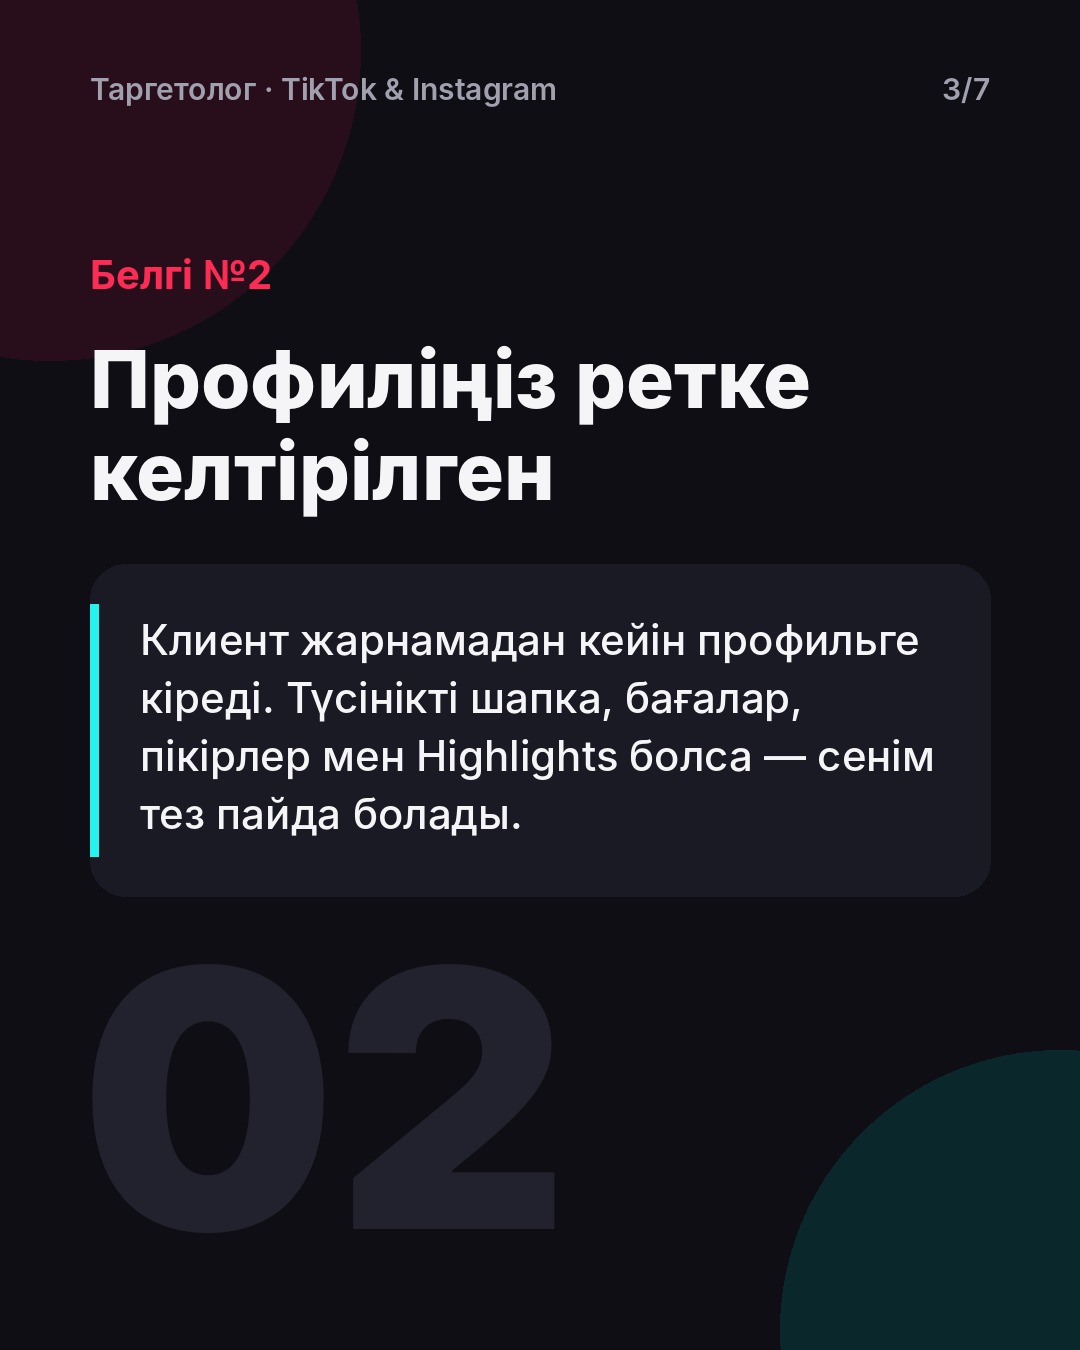 Таргетолог · TikTok & Instagram
3/7
Белгі №2
Профиліңіз ретке
келтірілген
Клиент жарнамадан кейін профильге
кіреді. Түсінікті шапка, бағалар,
пікірлер мен Highlights болса — сенім
тез пайда болады.
02